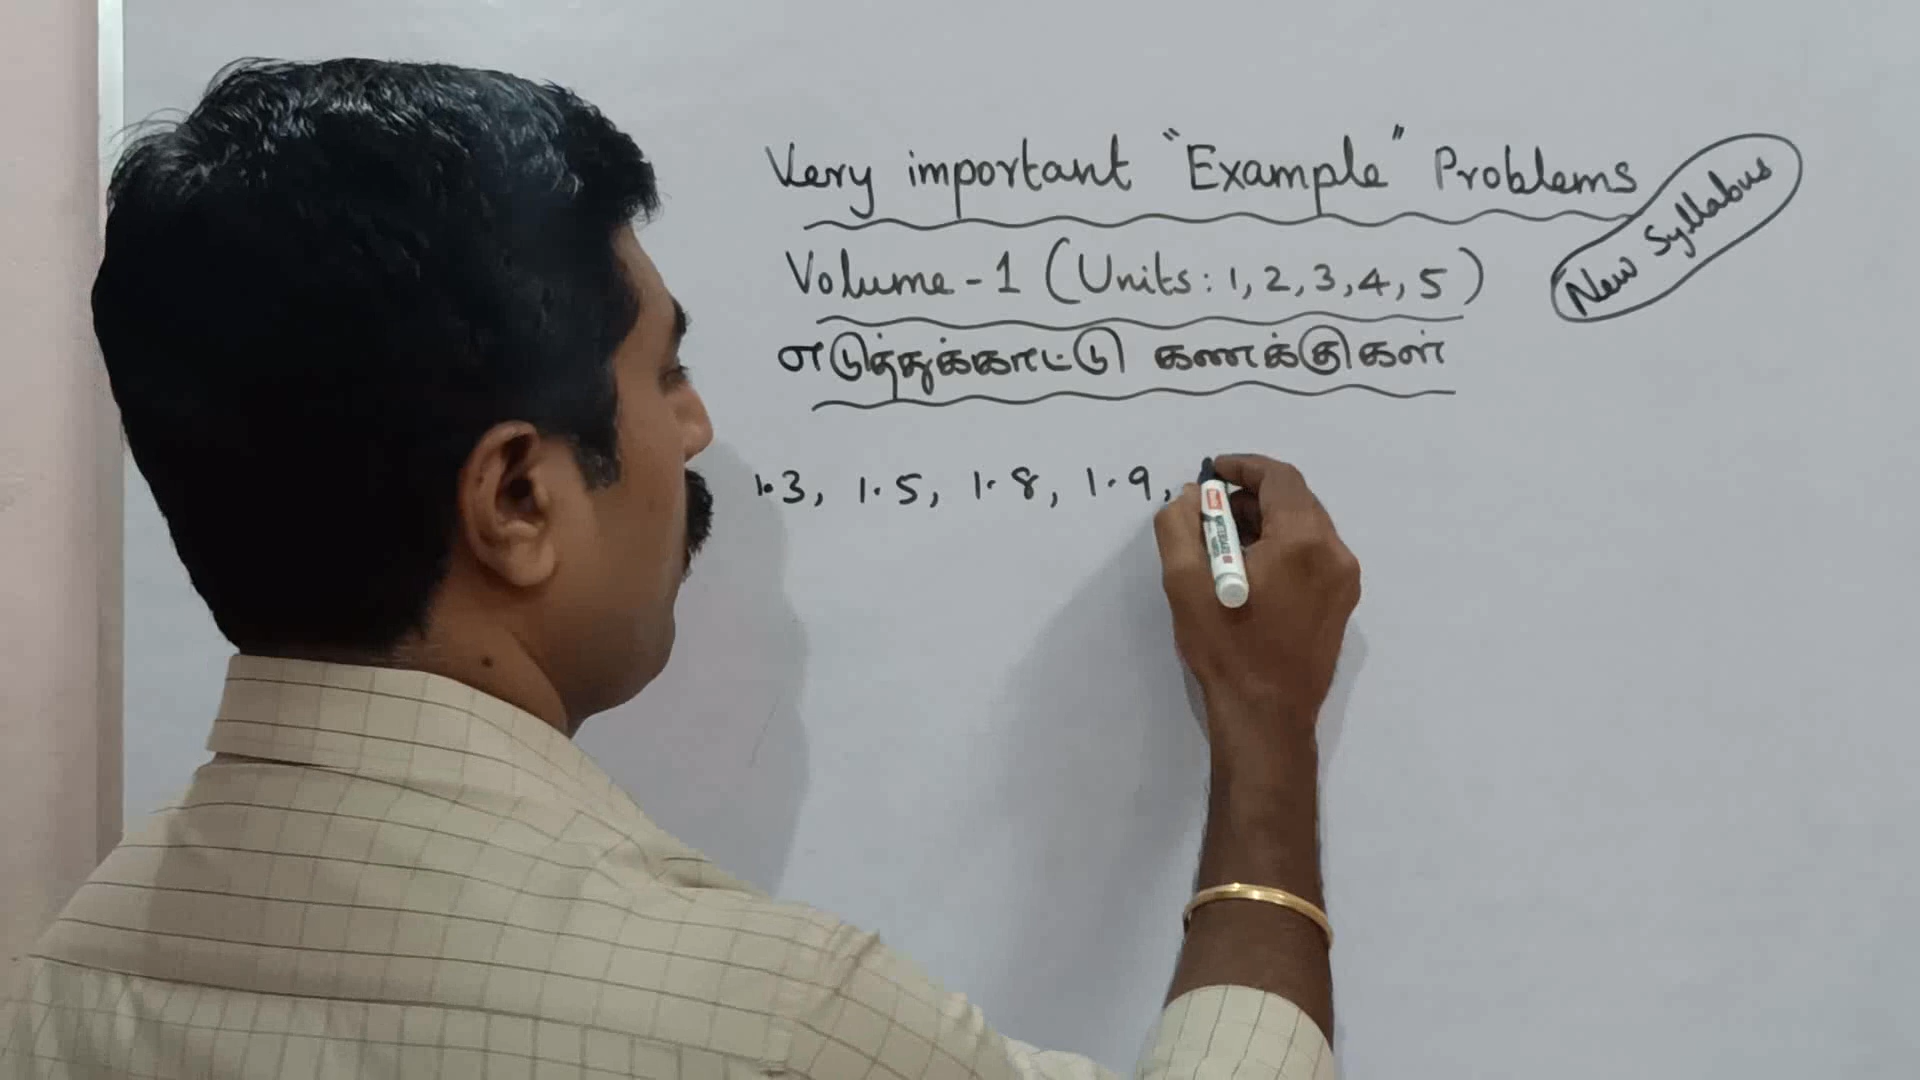 Very important "Example" Problems
New Syllabus
Volume - 1 (Units: 1, 2, 3, 4, 5)
எடுத்துக்காட்டு கணக்குகள்
1.3, 1.5, 1.8, 1.9,